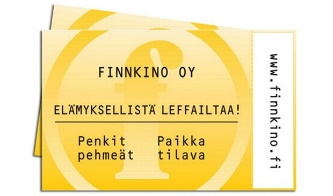 FINNKINO OY
ELÄMYKSELLISTÄ LEFFAILTAA!
Penkit Paikka
pehmeät tilava
www.finnkino.fi